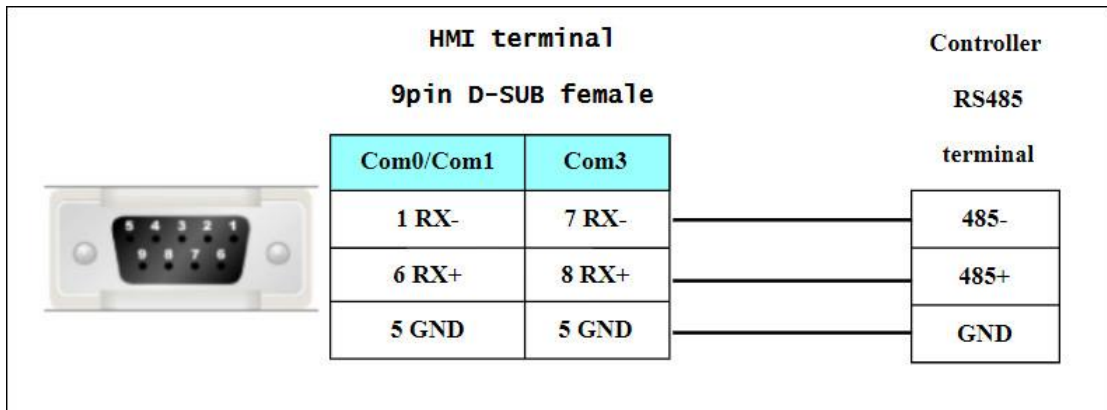 HMI terminal
9pin D-SUB female
Controller
RS485
terminal
Com0/Com1 Com3
1 RX- 7 RX- 485-
6 RX+ 8 RX+ 485+
5 GND 5 GND GND
5 4 3 2 1
9 8 7 6